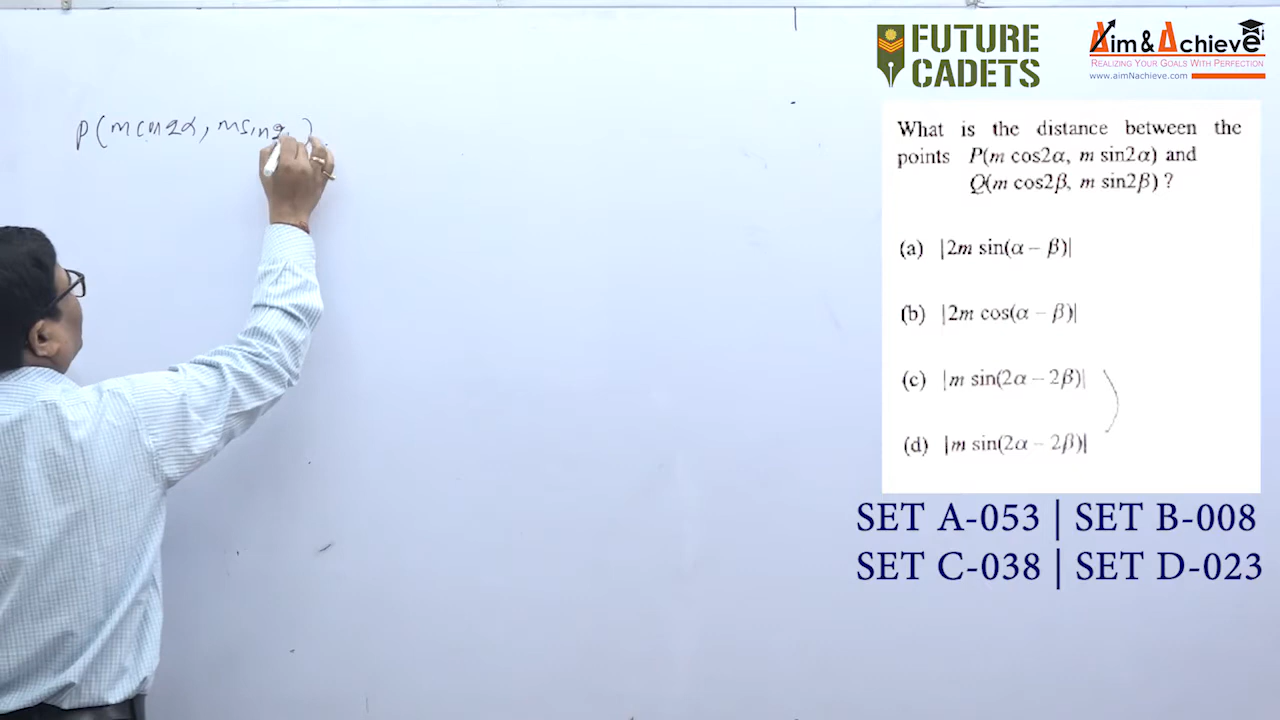 FUTURE
CADETS
Aim & Achieve
REALIZING YOUR GOALS WITH PERFECTION
www.aimNachieve.com
P(m cos2α, m sin2
What is the distance between the
points P(m cos2α, m sin2α) and
Q(m cos2β, m sin2β) ?
(a) |2m sin(α – β)|
(b) |2m cos(α – β)|
(c) |m sin(2α – 2β)|
(d) |m sin(2α – 2β)|
SET A-053 | SET B-008
SET C-038 | SET D-023